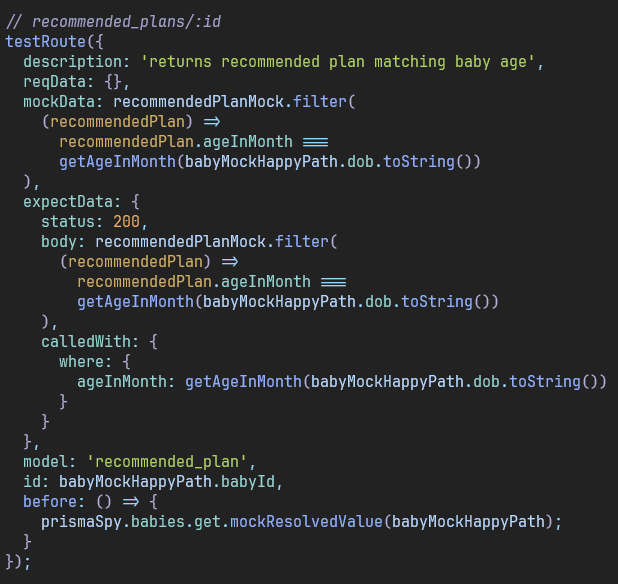 // recommended_plans/:id
testRoute({
  description: 'returns recommended plan matching baby age',
  reqData: {},
  mockData: recommendedPlanMock.filter(
    (recommendedPlan) =>
      recommendedPlan.ageInMonth ===
      getAgeInMonth(babyMockHappyPath.dob.toString())
  ),
  expectData: {
    status: 200,
    body: recommendedPlanMock.filter(
      (recommendedPlan) =>
        recommendedPlan.ageInMonth ===
        getAgeInMonth(babyMockHappyPath.dob.toString())
    ),
    calledWith: {
      where: {
        ageInMonth: getAgeInMonth(babyMockHappyPath.dob.toString())
      }
    }
  },
  model: 'recommended_plan',
  id: babyMockHappyPath.babyId,
  before: () => {
    prismaSpy.babies.get.mockResolvedValue(babyMockHappyPath);
  }
});